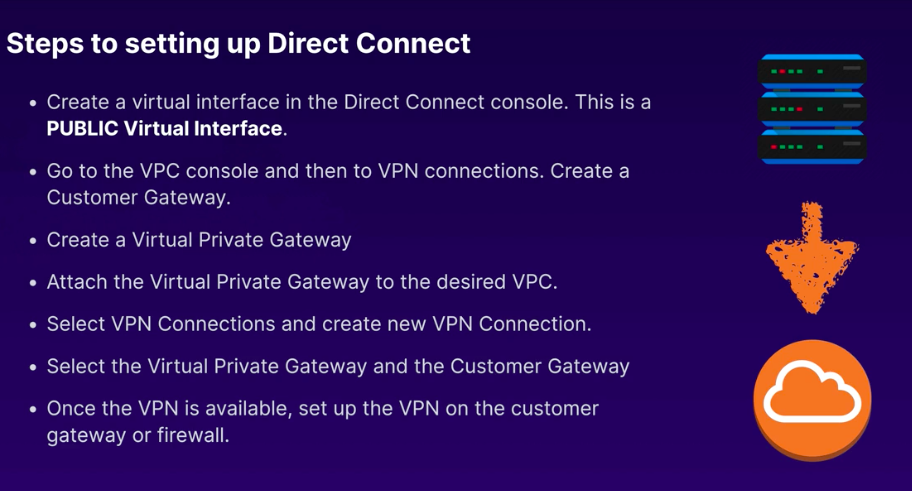 Steps to setting up Direct Connect
• Create a virtual interface in the Direct Connect console. This is a
PUBLIC Virtual Interface.
• Go to the VPC console and then to VPN connections. Create a
Customer Gateway.
• Create a Virtual Private Gateway
• Attach the Virtual Private Gateway to the desired VPC.
• Select VPN Connections and create new VPN Connection.
• Select the Virtual Private Gateway and the Customer Gateway
• Once the VPN is available, set up the VPN on the customer
gateway or firewall.